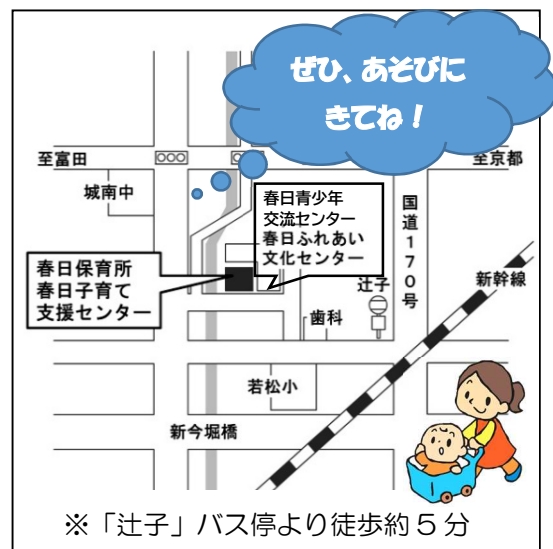 ぜひ、あそびに
きてね！
至富田
至京都
城南中
春日青少年
交流センター
春日ふれあい
文化センター
国道170号
春日保育所
春日子育て
支援センター
辻子
新幹線
歯科
若松小
新今堀橋
※「辻子」バス停より徒歩約５分